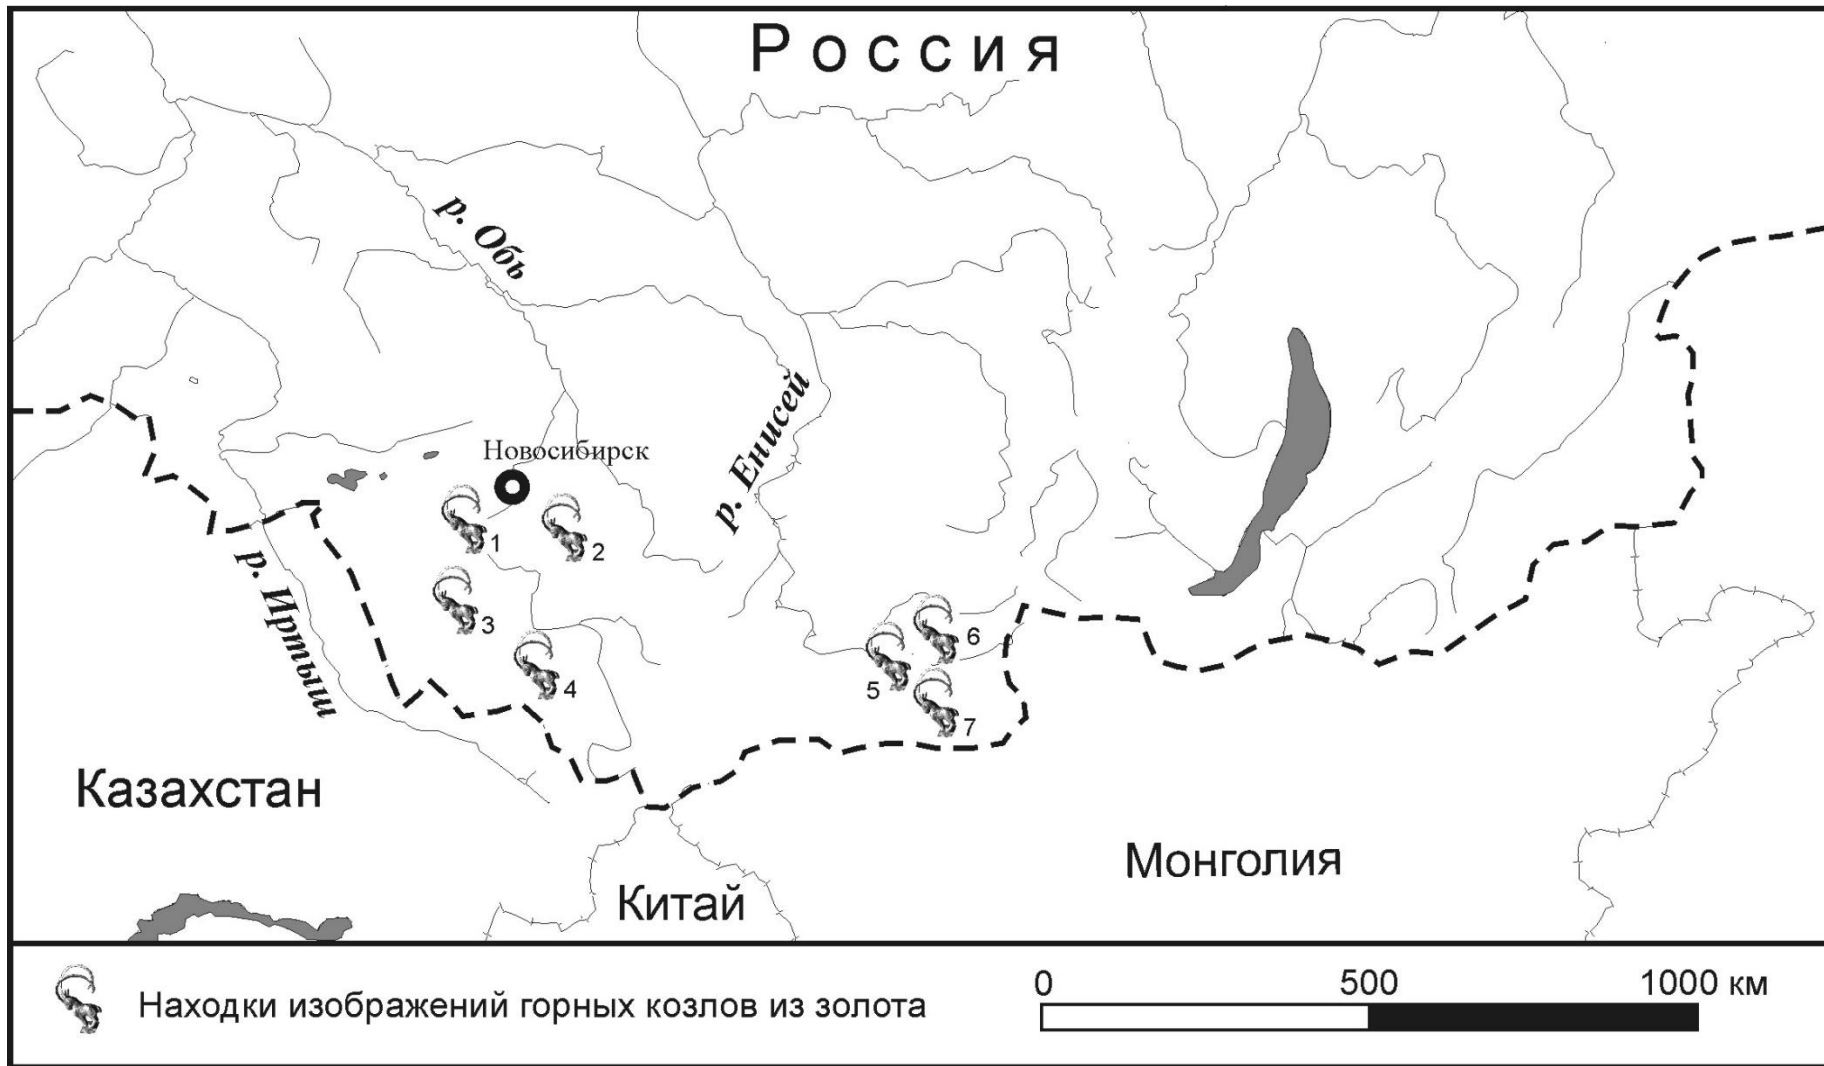 Россия
р. Обь
р. Енисей
Новосибирск
1
2
р. Иртыш
3
6
4
5
7
Казахстан
Монголия
Китай
Находки изображений горных козлов из золота
0 500 1000 км